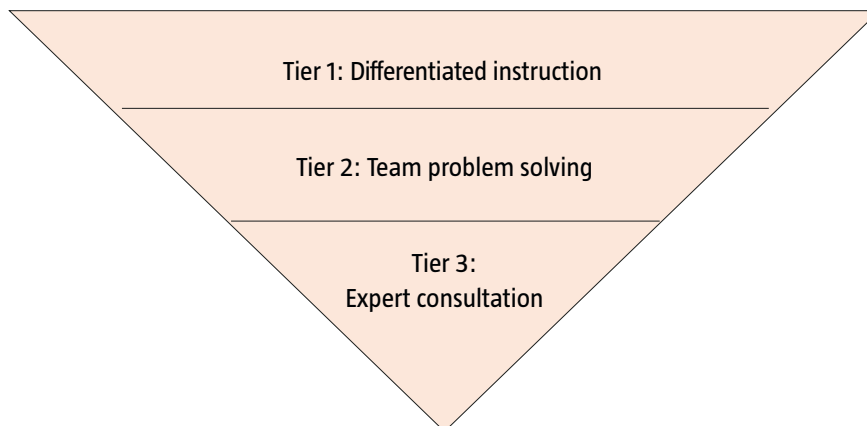 Tier 1: Differentiated instruction
Tier 2: Team problem solving
Tier 3:
Expert consultation